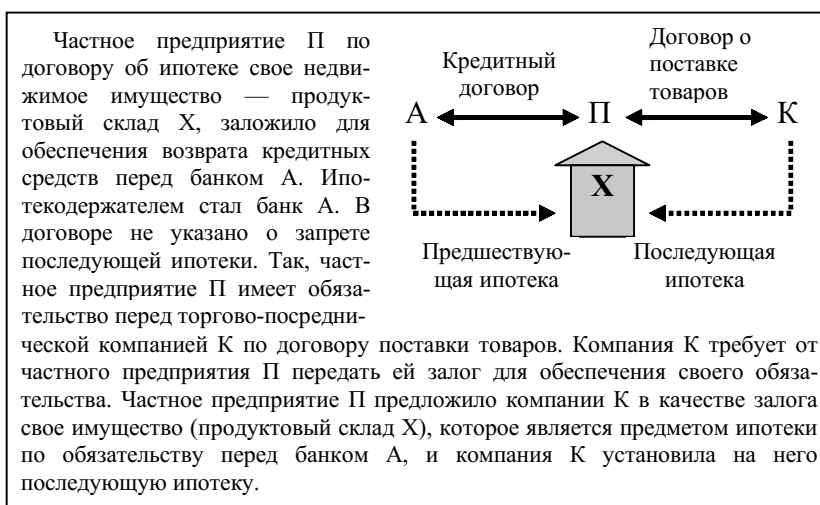 Частное предприятие П по
договору об ипотеке свое недви-
жимое имущество — продук-
товый склад Х, заложило для
обеспечения возврата кредитных
средств перед банком А. Ипо-
текодержателем стал банк А. В
договоре не указано о запрете
последующей ипотеки. Так, част-
ное предприятие П имеет обяза-
тельство перед торгово-посредни-
ческой компанией К по договору поставки товаров. Компания К требует от
частного предприятия П передать ей залог для обеспечения своего обяза-
тельства. Частное предприятие П предложило компании К в качестве залога
свое имущество (продуктовый склад Х), которое является предметом ипотеки
по обязательству перед банком А, и компания К установила на него
последующую ипотеку.
Кредитный
договор
Договор о
поставке
товаров
А П К
Х
Предшествую-
щая ипотека
Последующая
ипотека